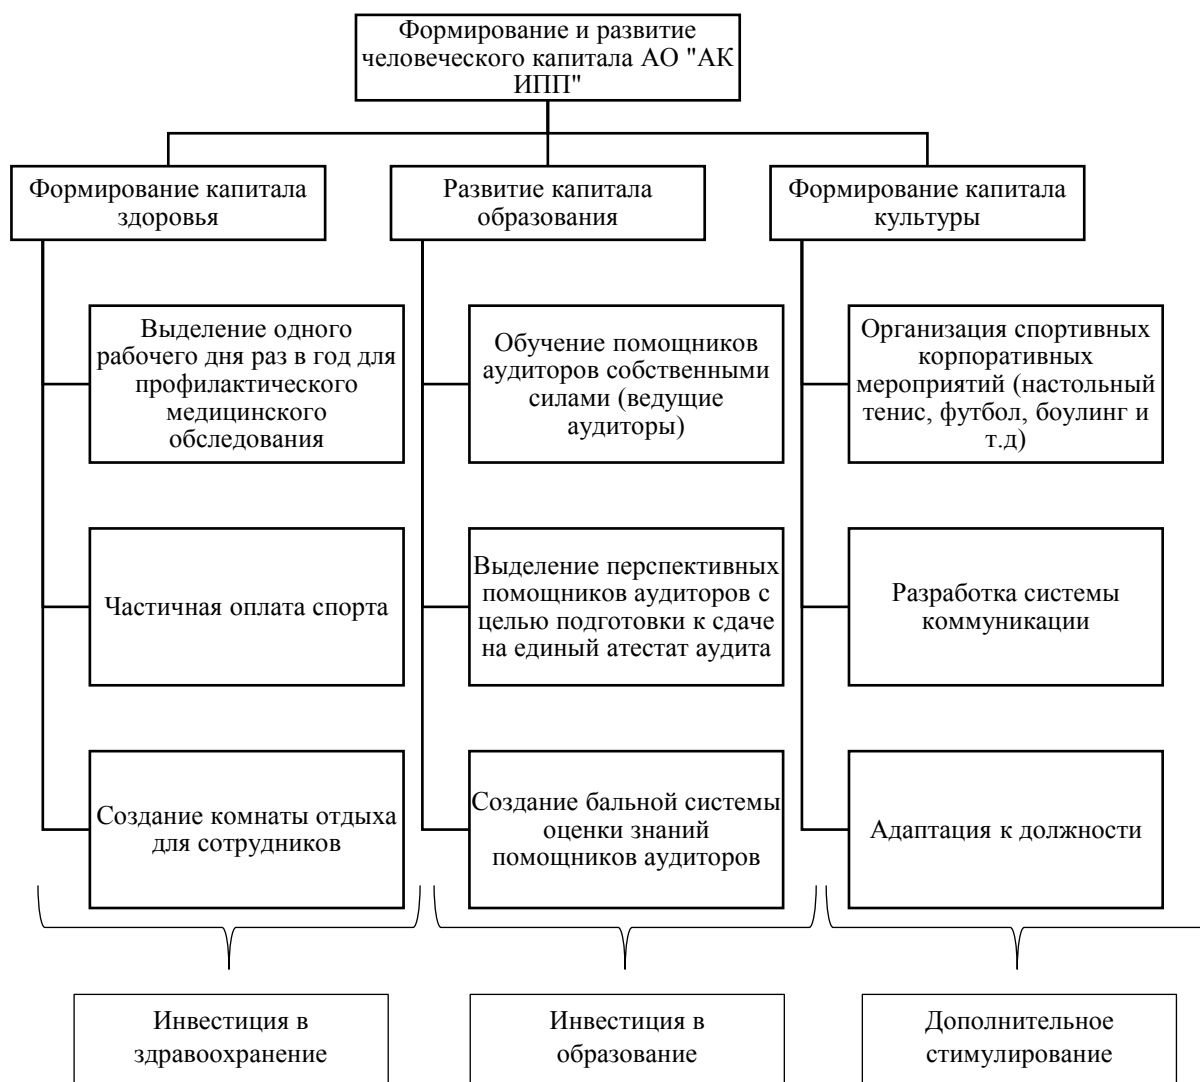 Формирование и развитие
человеческого капитала АО "АК
ИПП"
Формирование капитала
здоровья
Развитие капитала
образования
Формирование капитала
культуры
Выделение одного
рабочего дня раз в год для
профилактического
медицинского
обследования
Обучение помощников
аудиторов собственными
силами (ведущие
аудиторы)
Организация спортивных
корпоративных
мероприятий (настольный
тенис, футбол, боулинг и
т.д)
Частичная оплата спорта
Выделение перспективных
помощников аудиторов с
целью подготовки к сдаче
на единый атестат аудита
Разработка системы
коммуникации
Создание комнаты отдыха
для сотрудников
Создание бальной системы
оценки знаний
помощников аудиторов
Адаптация к должности
Инвестиция в
здравоохранение
Инвестиция в
образование
Дополнительное
стимулирование